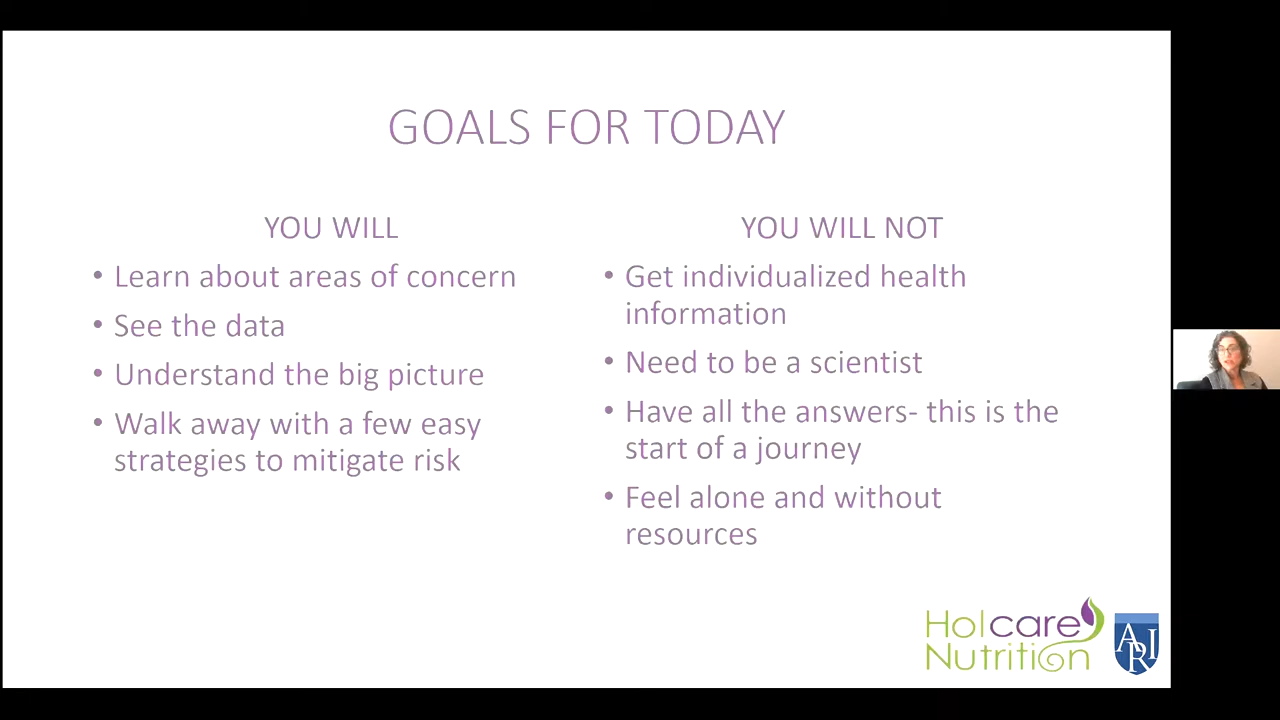 GOALS FOR TODAY
YOU WILL
• Learn about areas of concern
• See the data
• Understand the big picture
• Walk away with a few easy
strategies to mitigate risk
YOU WILL NOT
• Get individualized health
information
• Need to be a scientist
• Have all the answers- this is the
start of a journey
• Feel alone and without
resources
Holcare
Nutrition
ARI